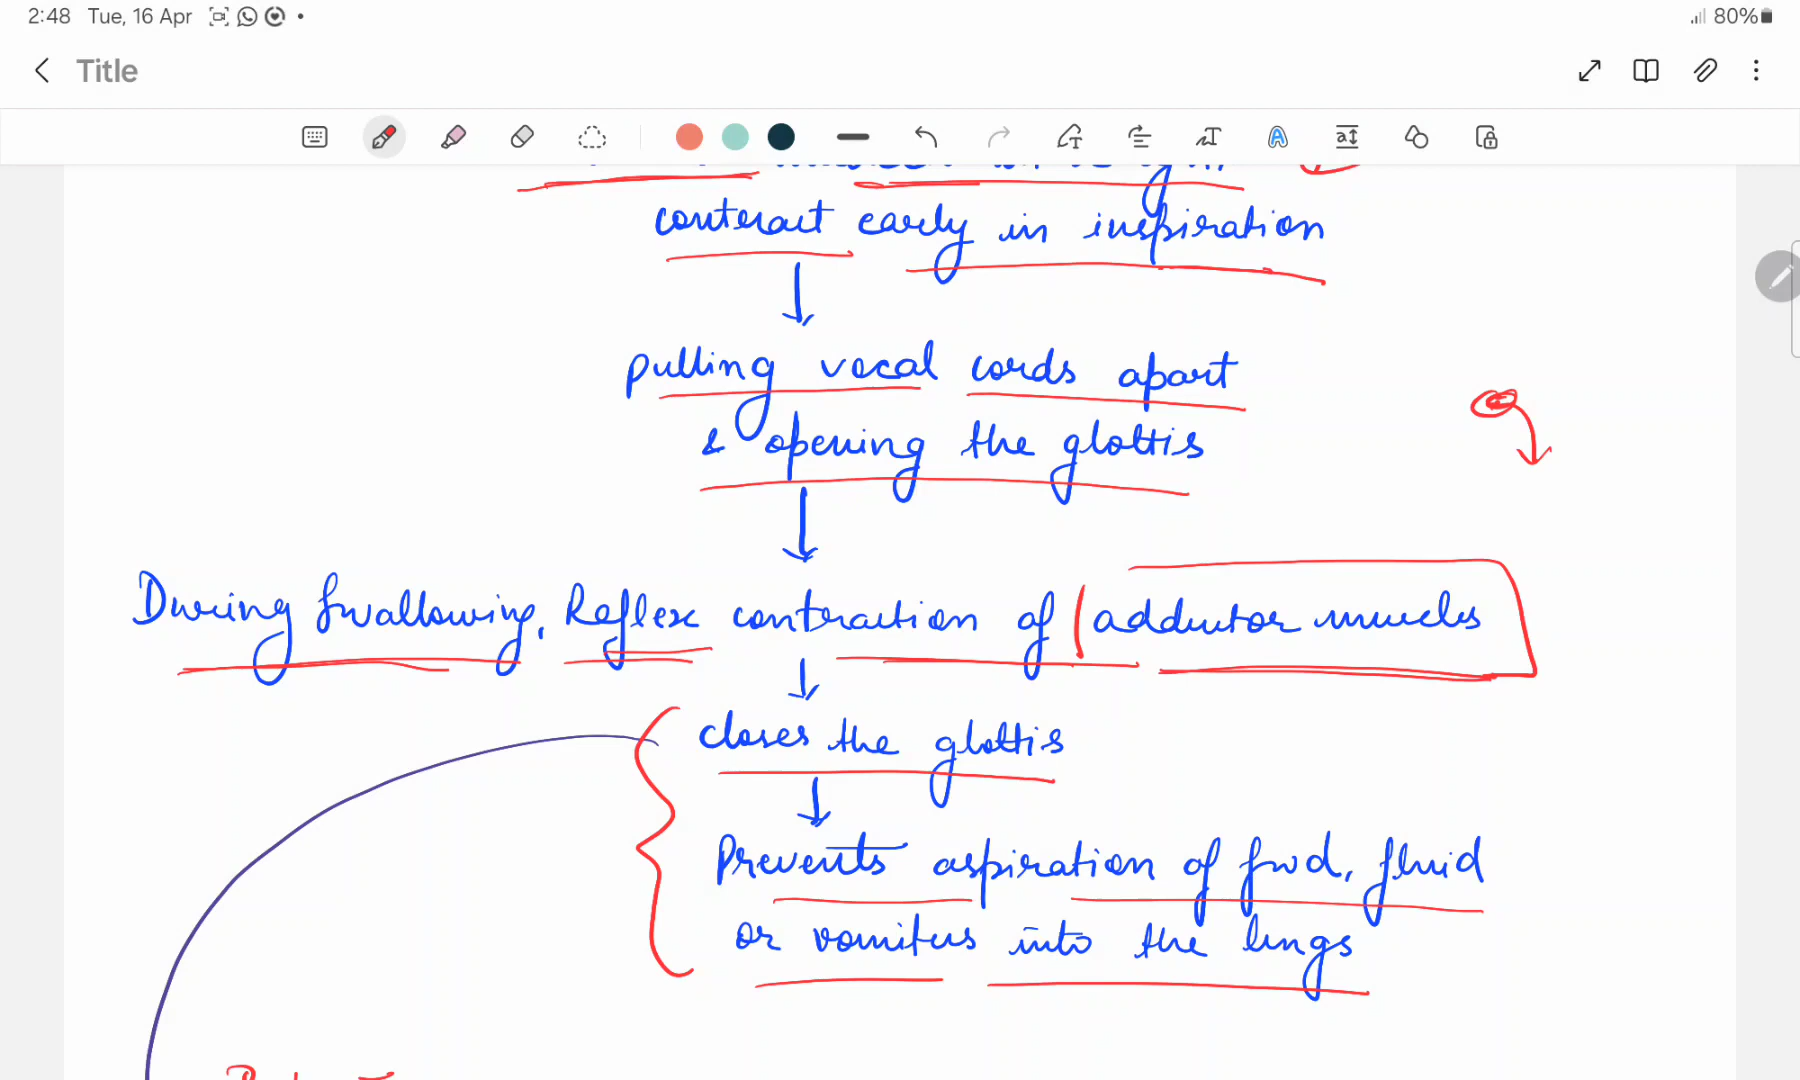 2:48 Tue, 16 Apr
80%
Title
contract early in inspiration
pulling vocal cords apart
& opening the glottis
During swallowing, Reflex contraction of adductor muscles
closes the glottis
Prevents aspiration of food, fluid
or vomitus into the lungs